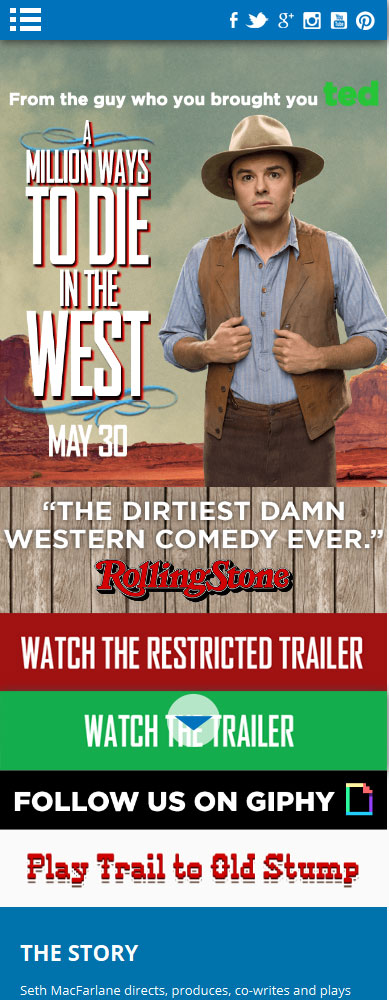 From the guy who you brought you ted
A
MILLION WAYS
TO DIE
IN THE
WEST
MAY 30
“THE DIRTIEST DAMN
WESTERN COMEDY EVER.”
RollingStone
WATCH THE RESTRICTED TRAILER
WATCH THE TRAILER
FOLLOW US ON GIPHY
Play Trail to Old Stump
THE STORY
Seth MacFarlane directs, produces, co-writes and plays